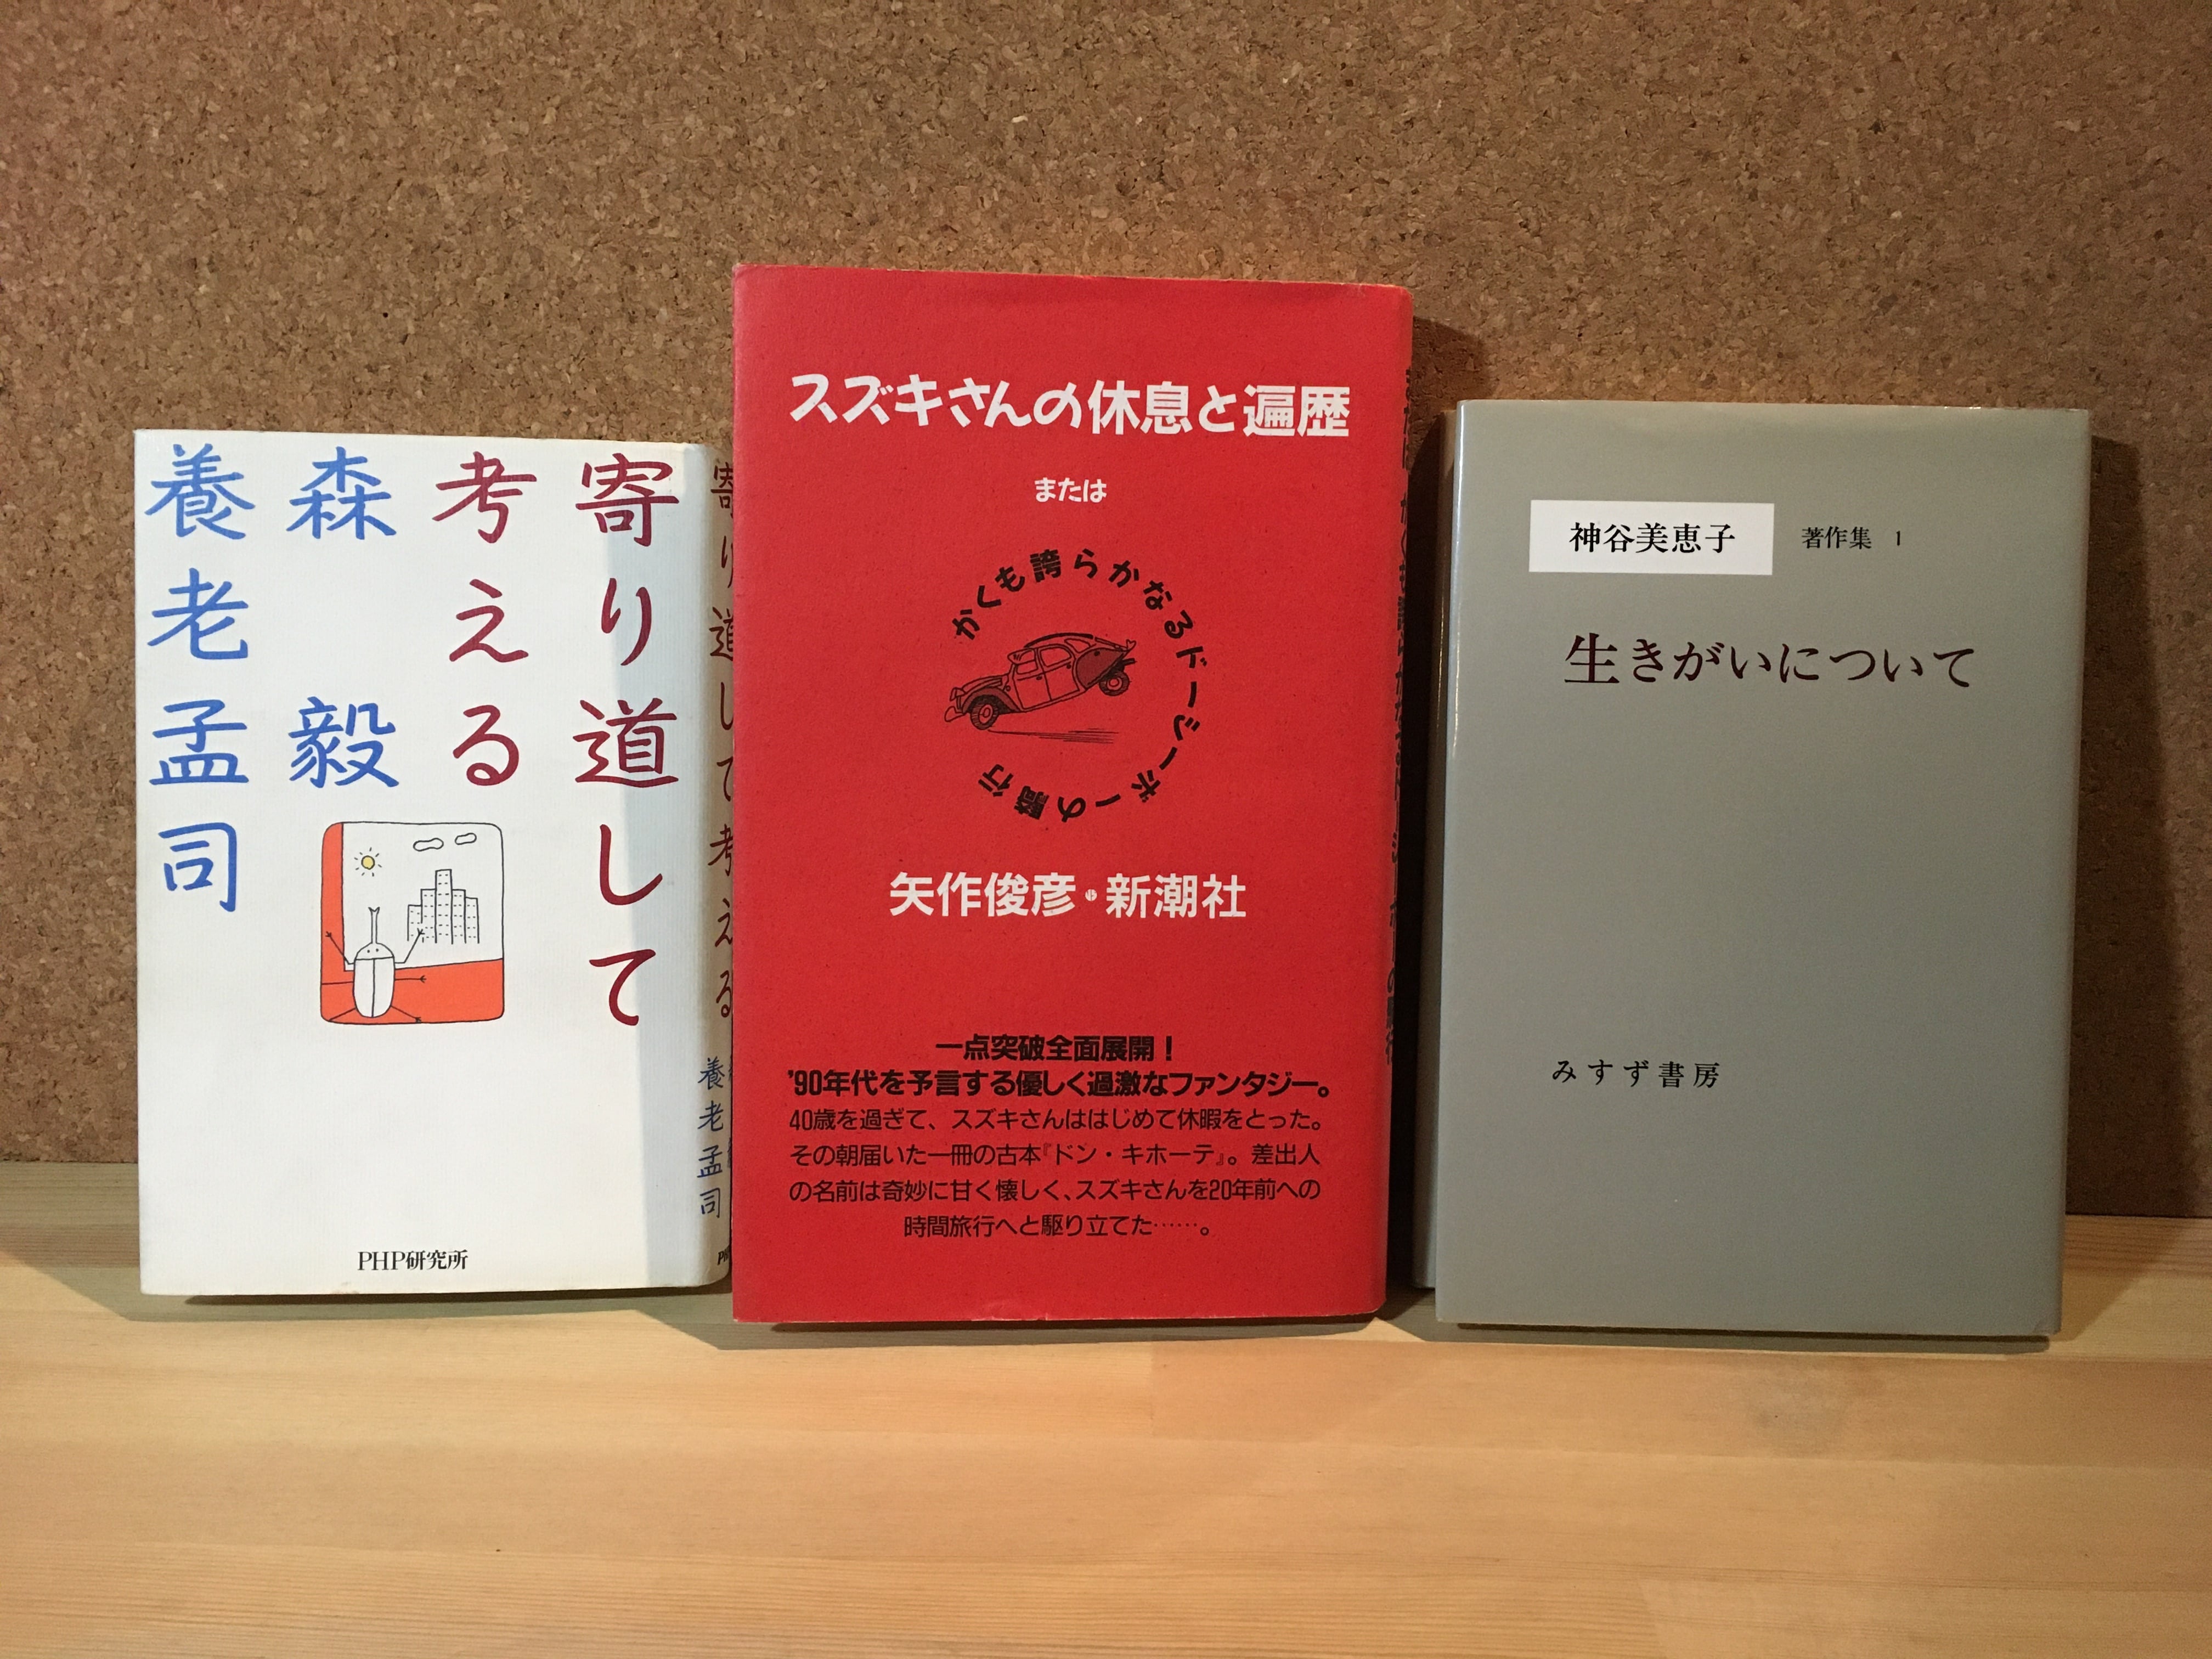 寄り道して
考える
森 毅
養老孟司
PHP研究所
寄り道して考える
養老孟司
スズキさんの休息と遍歴
または
かくも誇らかなるドーシーボーの騎行
矢作俊彦・新潮社
一点突破全面展開！
'90年代を予言する優しく過激なファンタジー。
40歳を過ぎて、スズキさんははじめて休暇をとった。
その朝届いた一冊の古本『ドン・キホーテ』。差出人
の名前は奇妙に甘く懐しく、スズキさんを20年前への
時間旅行へと駆り立てた……。
神谷美恵子 著作集 1
生きがいについて
みすず書房